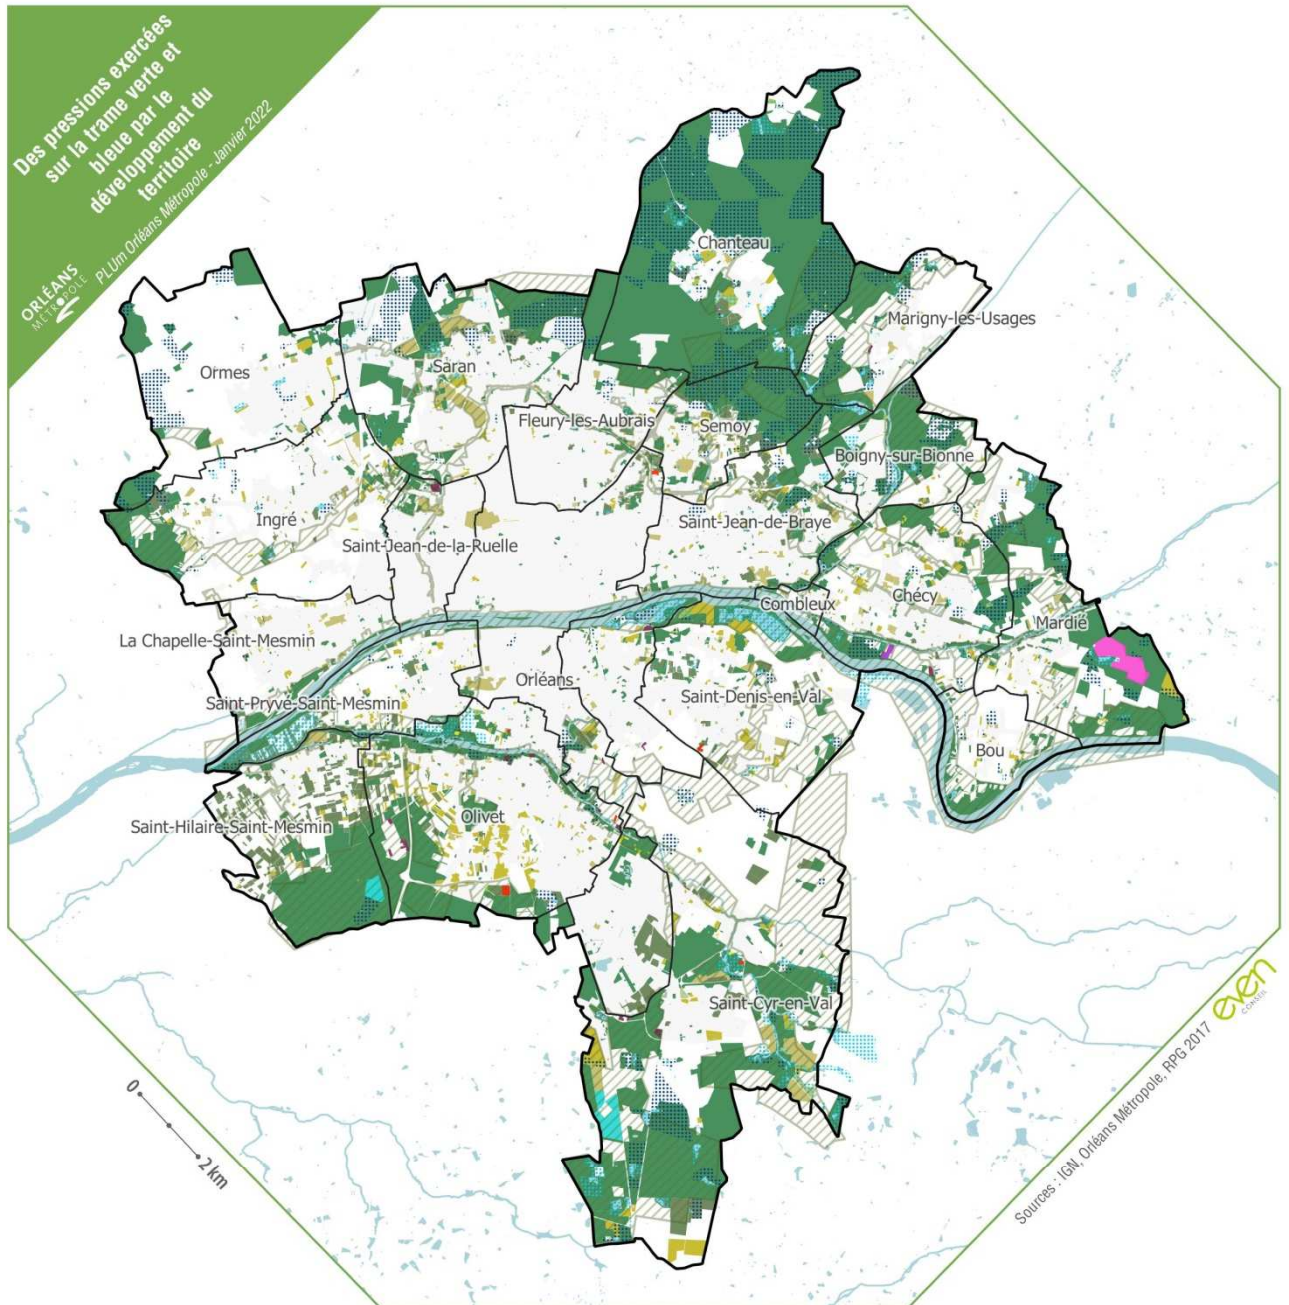 Des pressions exercées
sur la trame verte et
bleue par le
développement du
territoire
PLUm Orléans Métropole - Janvier 2022
ORLÉANS
MÉTROPOLE
Chanteau
Marigny-les-Usages
Ormes
Saran
Fleury-les-Aubrais
Semoy
Boigny-sur-Bionne
Ingré
Saint-Jean-de-Braye
Saint-Jean-de-la-Ruelle
Combleux
Chécy
Mardié
La Chapelle-Saint-Mesmin
Orléans
Saint-Pryvé-Saint-Mesmin
Saint-Denis-en-Val
Bou
Saint-Hilaire-Saint-Mesmin
Olivet
Saint-Cyr-en-Val
0
2 km
Sources : IGN, Orléans Métropole, RPG 2017
even
CONSEIL